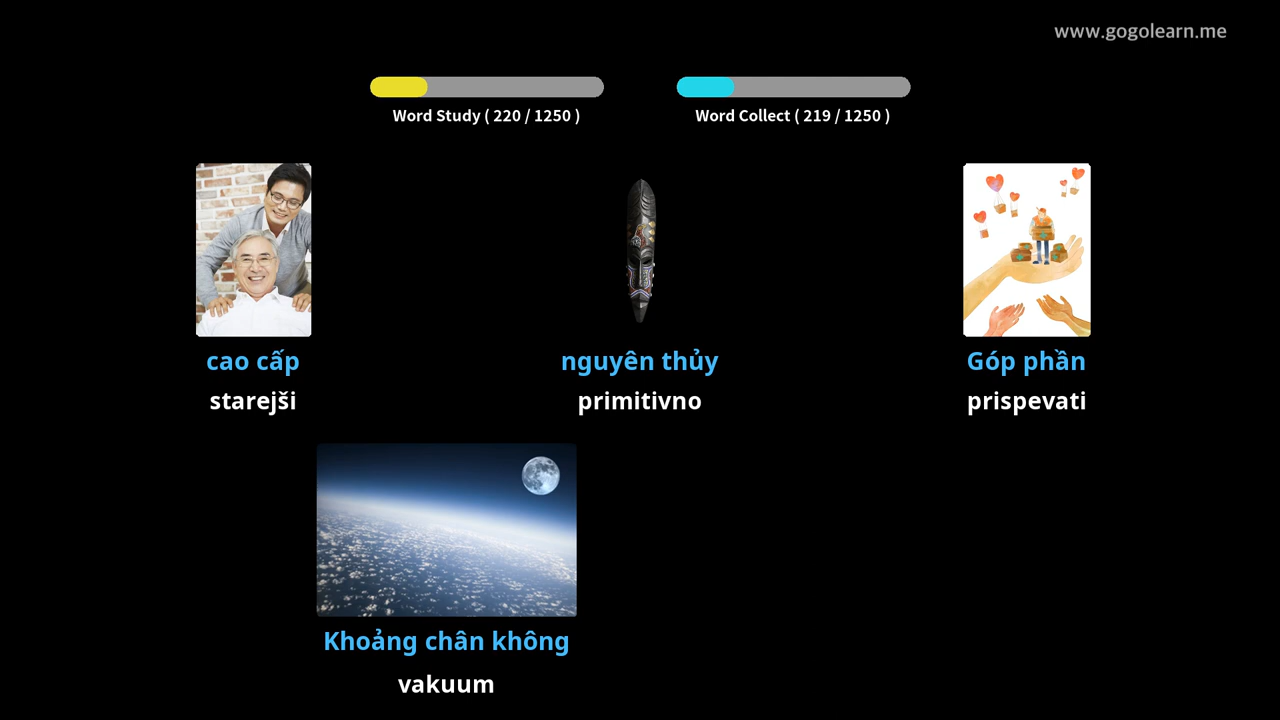 www.gogolearn.me
Word Study ( 220 / 1250 )
Word Collect ( 219 / 1250 )
cao cấp
starejši
nguyên thủy
primitivno
Góp phần
prispevati
Khoảng chân không
vakuum